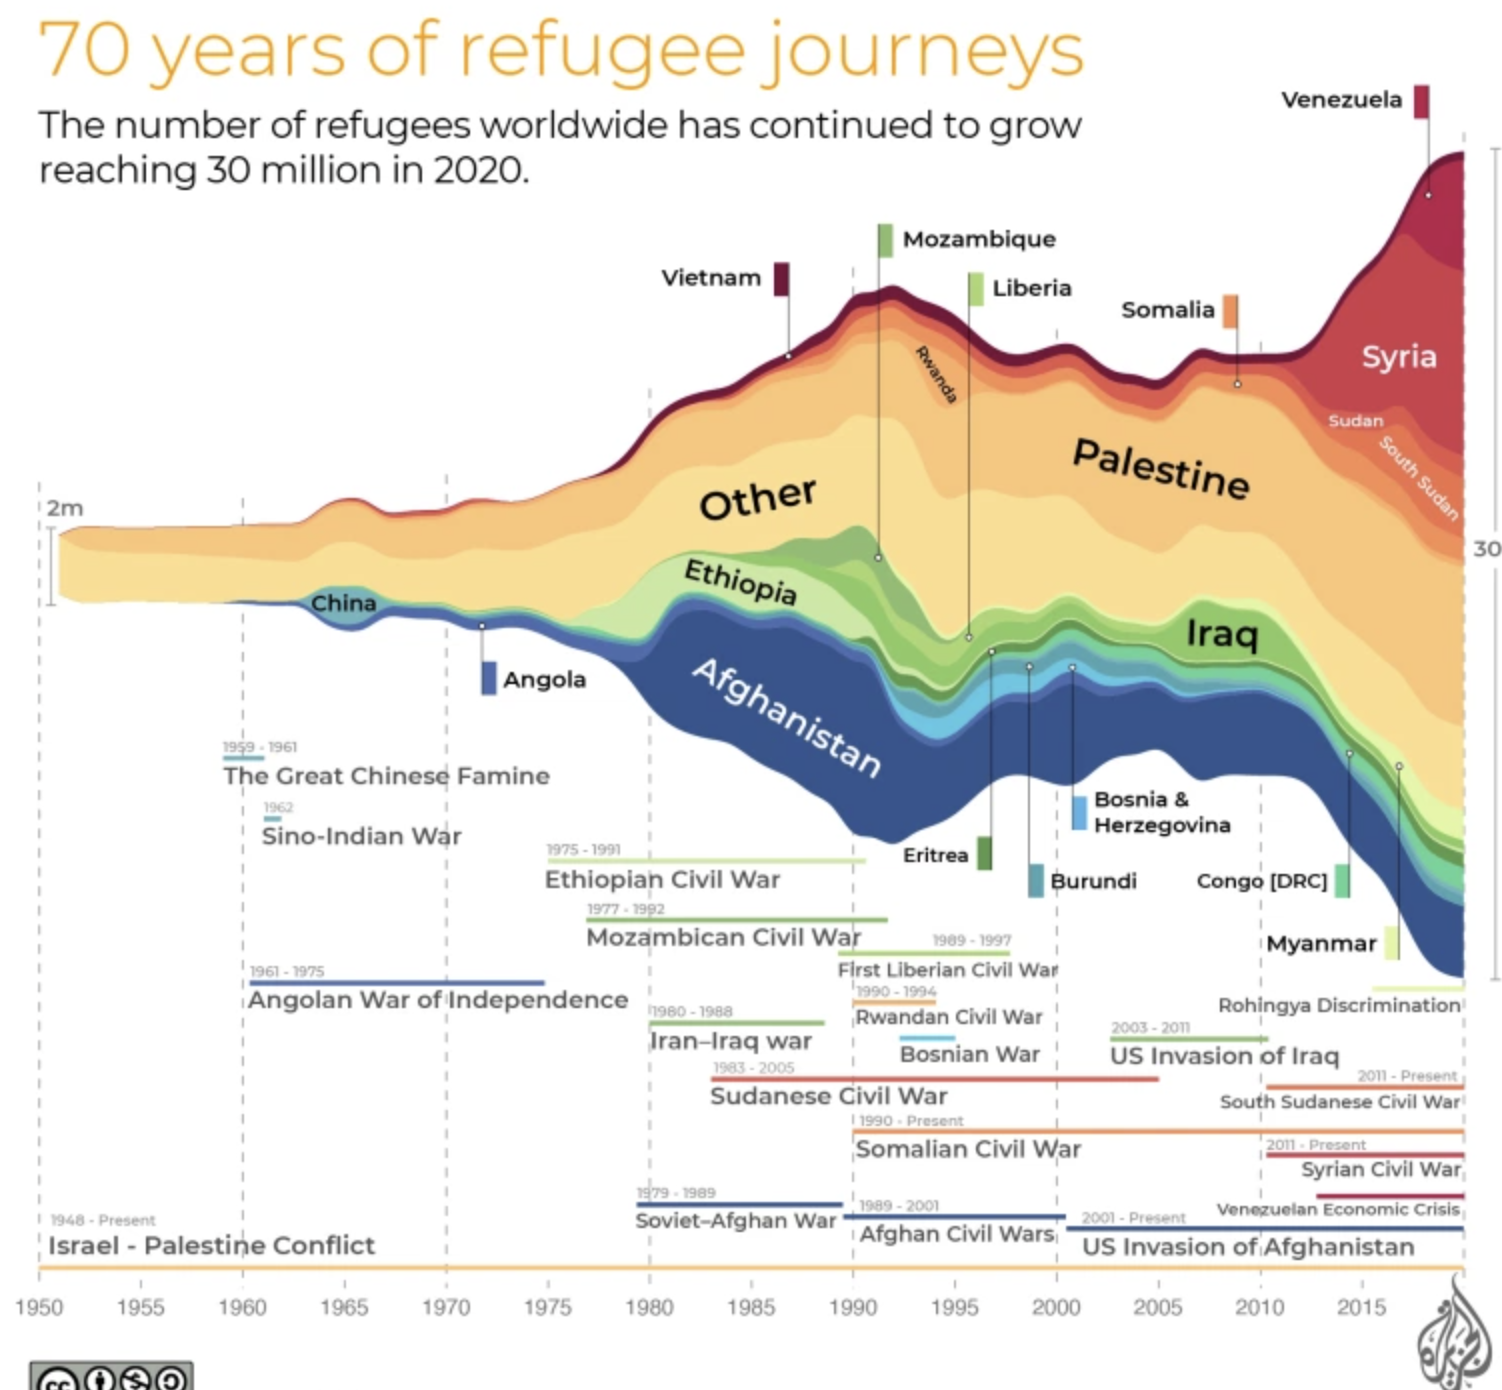 70 years of refugee journeys
The number of refugees worldwide has continued to grow
reaching 30 million in 2020.
Venezuela
Mozambique
Vietnam
Liberia
Somalia
Rwanda
Syria
Sudan
South Sudan
Palestine
Other
2m
30
Ethiopia
China
Iraq
Angola
Afghanistan
Bosnia &
Herzegovina
Eritrea
Burundi
Congo [DRC]
Myanmar
1959 - 1961
The Great Chinese Famine
1962
Sino-Indian War
1975 - 1991
Ethiopian Civil War
1977 - 1992
Mozambican Civil War
1989 - 1997
First Liberian Civil War
1961 - 1975
Angolan War of Independence
1990 - 1994
Rwandan Civil War
Rohingya Discrimination
1980 - 1988
Iran–Iraq war
Bosnian War
2003 - 2011
US Invasion of Iraq
1983 - 2005
Sudanese Civil War
2011 - Present
South Sudanese Civil War
1990 - Present
Somalian Civil War
2011 - Present
Syrian Civil War
1979 - 1989
Soviet–Afghan War
1989 - 2001
Afghan Civil Wars
Venezuelan Economic Crisis
2001 - Present
US Invasion of Afghanistan
1948 - Present
Israel - Palestine Conflict
1950 1955 1960 1965 1970 1975 1980 1985 1990 1995 2000 2005 2010 2015
cc